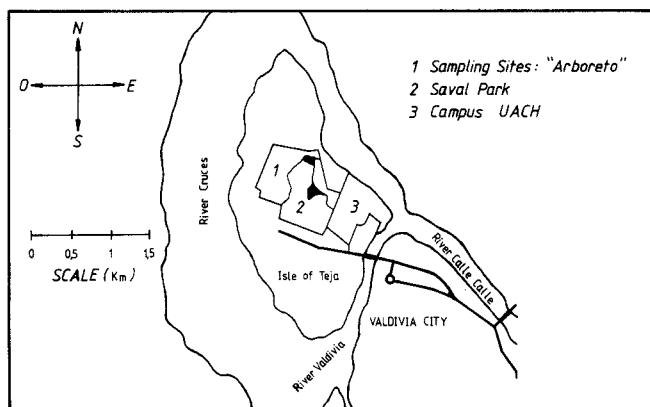 N
O E
S
1 Sampling Sites: "Arboreto"
2 Saval Park
3 Campus UACH
1
2
3
River Cruces
0 0,5 1 1,5
SCALE (Km)
Isle of Teja
River Calle Calle
VALDIVIA CITY
River Valdivia